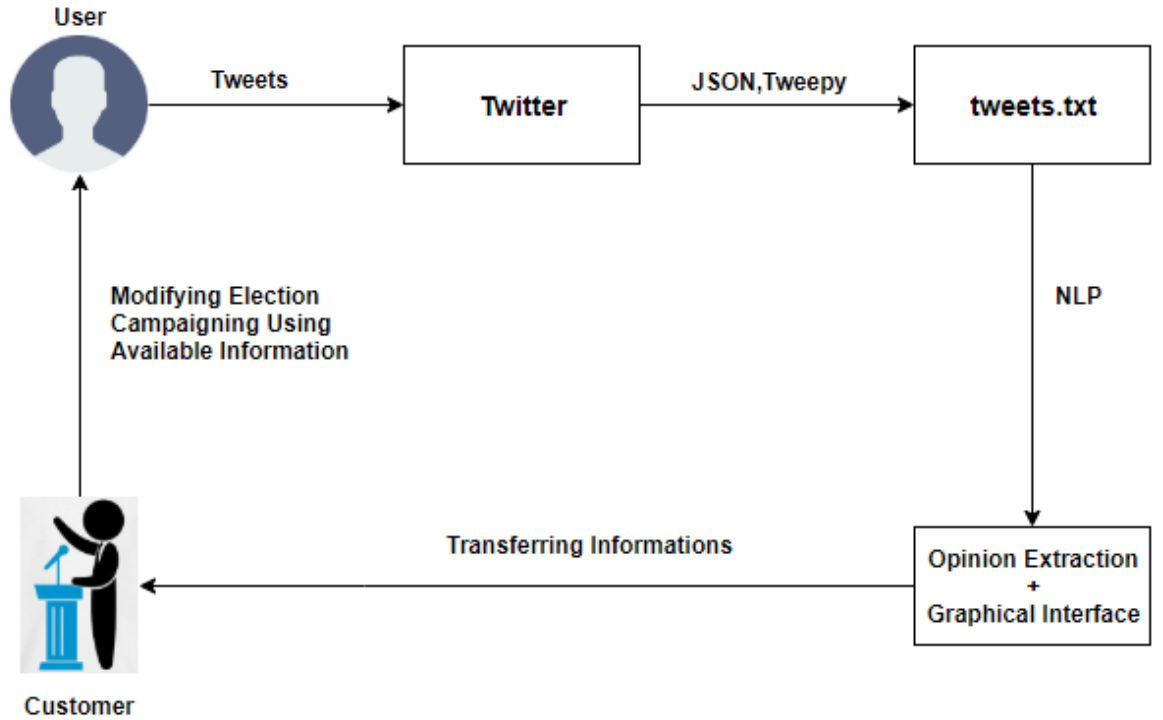 User
Tweets
Twitter
JSON,Tweepy
tweets.txt
Modifying Election
Campaigning Using
Available Information
NLP
Transferring Informations
Opinion Extraction
+
Graphical Interface
Customer